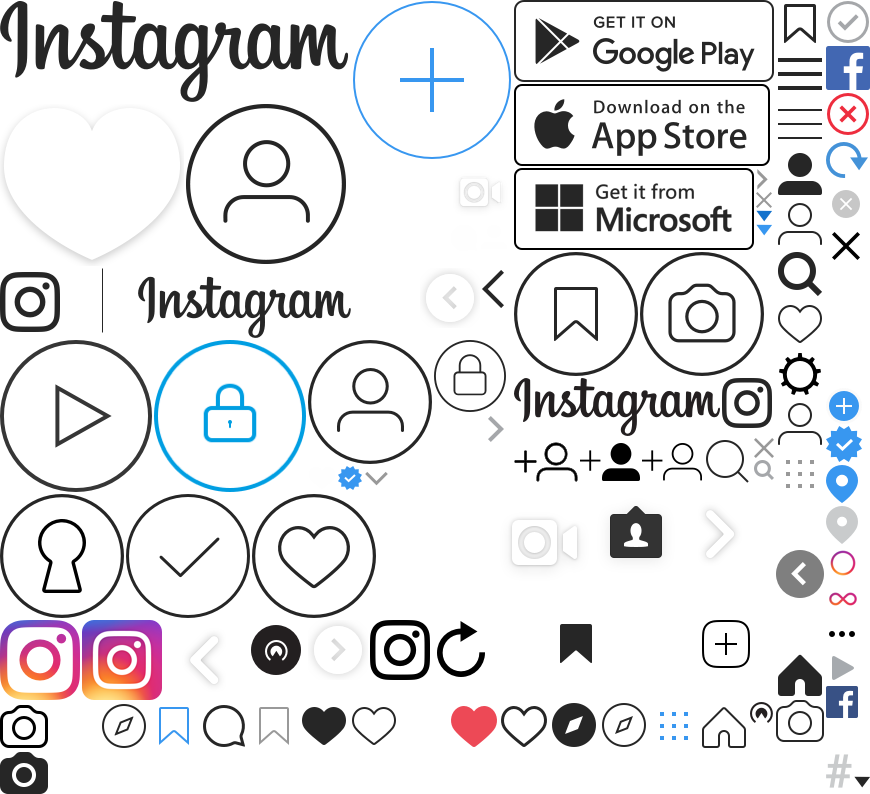 Instagram
GET IT ON
Google Play
Download on the
App Store
Get it from
Microsoft
Instagram
Instagram
#